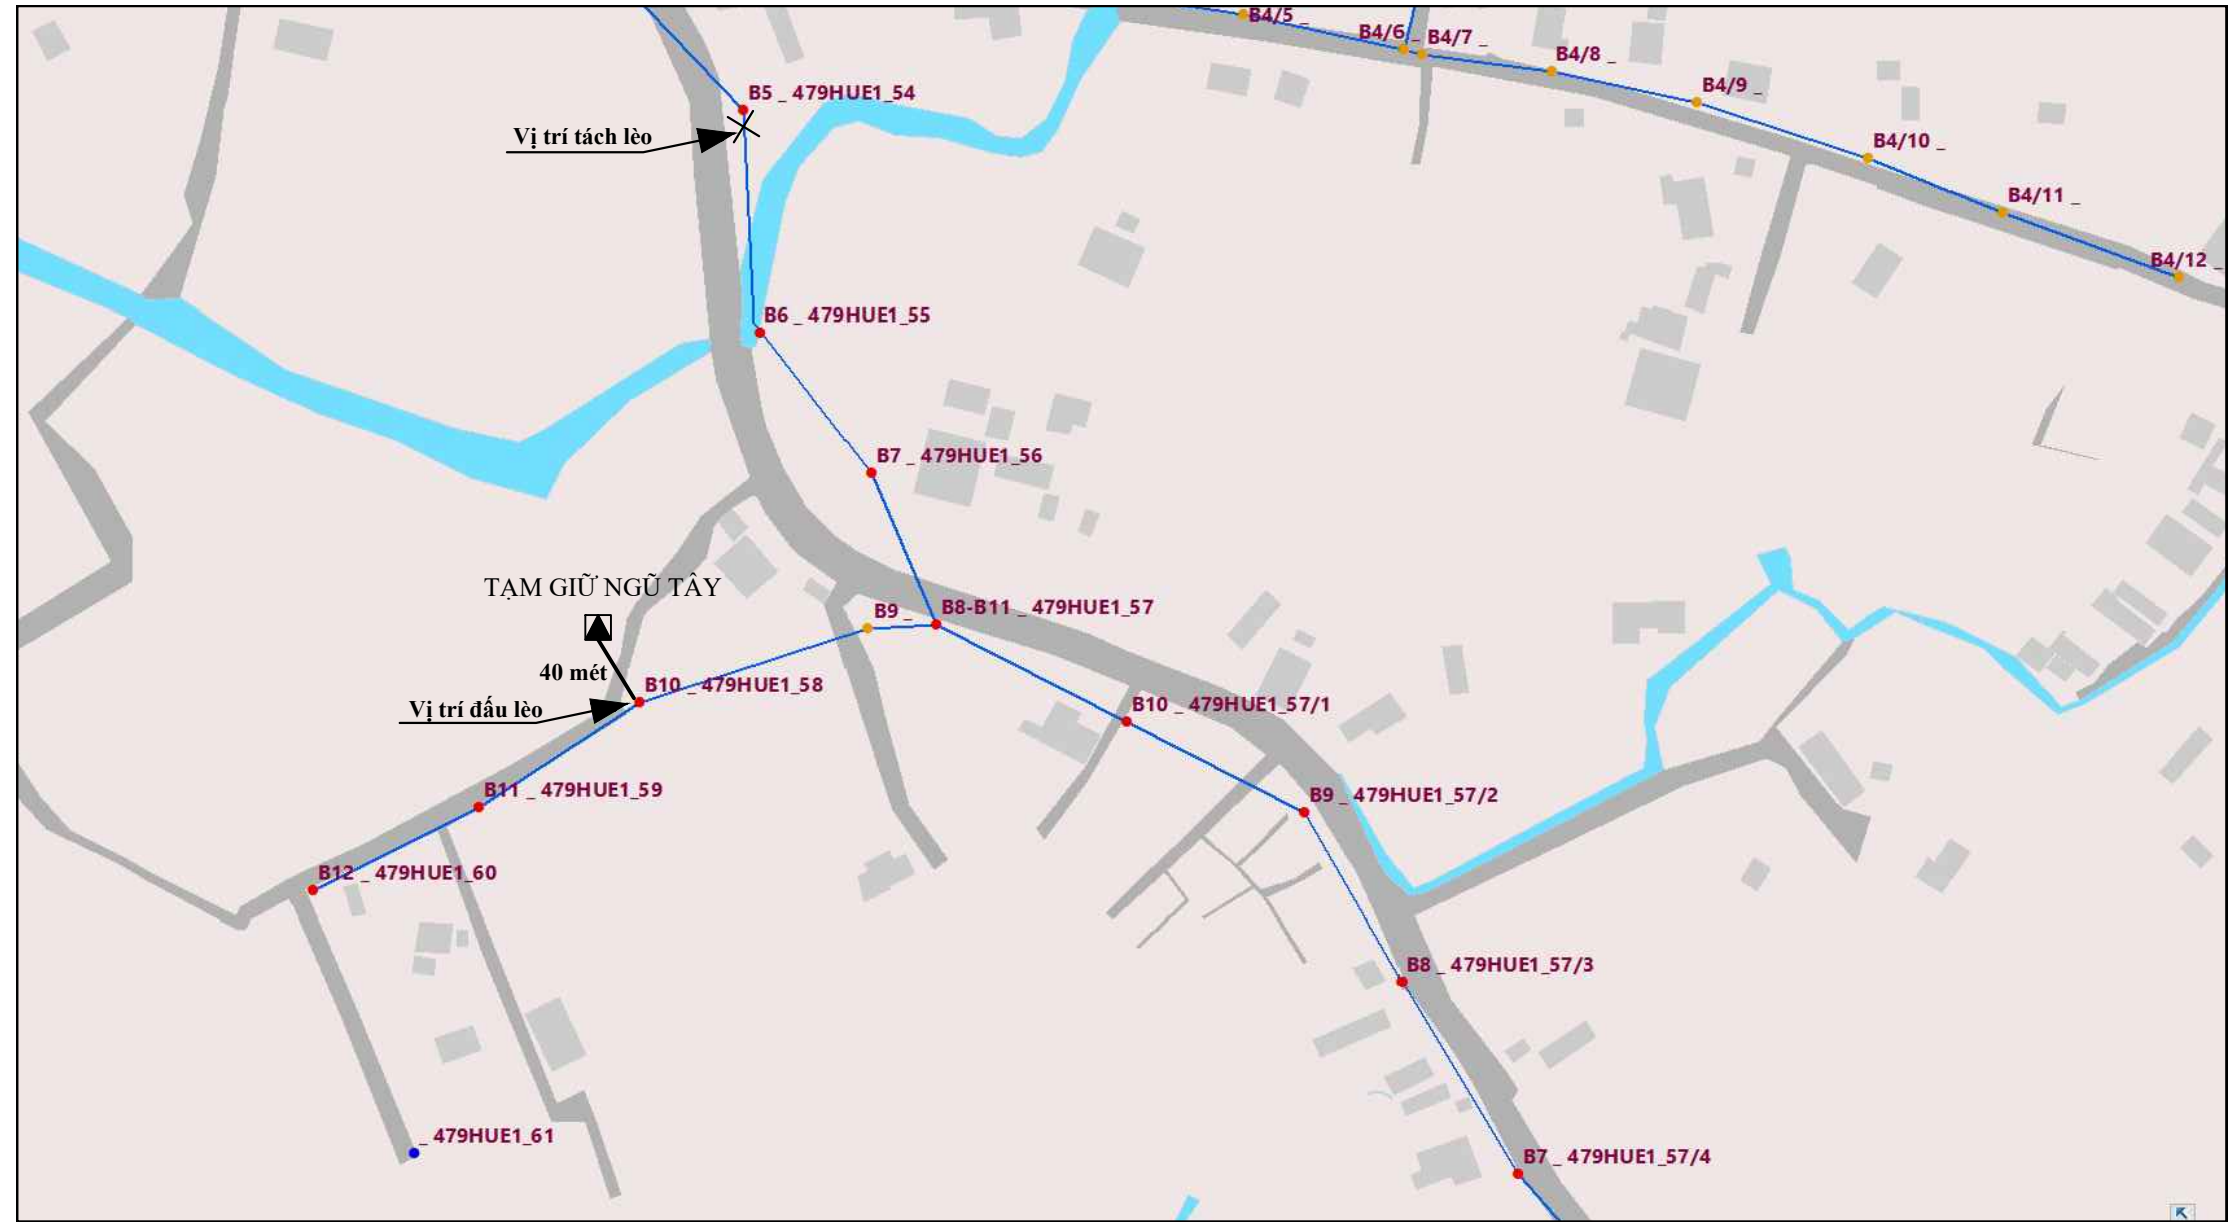 B4/5 _
B4/6 _
B4/7 _
B4/8 _
B5 _ 479HUE1_54
B4/9 _
Vị trí tách lèo
B4/10 _
B4/11 _
B4/12 _
B6 _ 479HUE1_55
B7 _ 479HUE1_56
TẠM GIỮ NGŨ TÂY
B9 _
B8-B11 _ 479HUE1_57
40 mét
B10 _ 479HUE1_58
Vị trí đấu lèo
B10 _ 479HUE1_57/1
B11 _ 479HUE1_59
B9 _ 479HUE1_57/2
B12 _ 479HUE1_60
B8 _ 479HUE1_57/3
_ 479HUE1_61
B7 _ 479HUE1_57/4